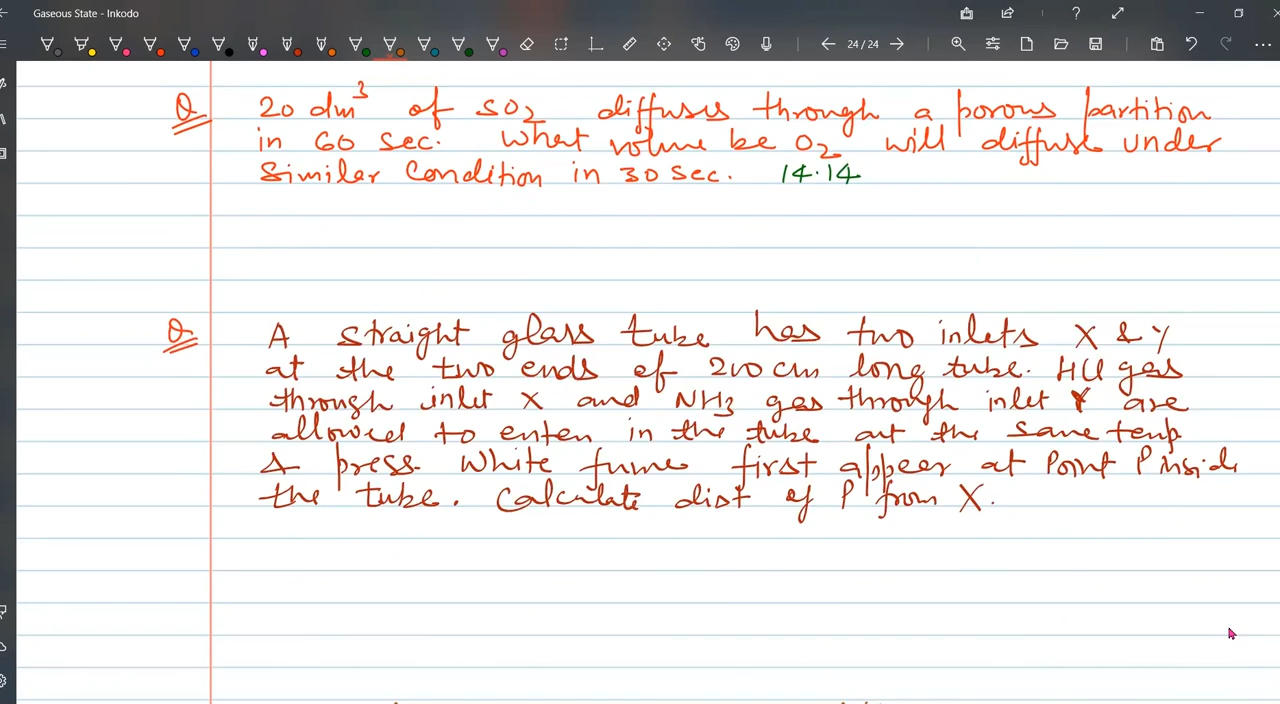 Gaseous State - Inkodo
24/24
Q 20 dm³ of SO₂ diffuses through a porous partition
in 60 sec. What volume be O₂ will diffuse under
Similar Condition in 30 sec. 14.14
Q A straight glass tube has two inlets X & Y
at the two ends of 200 cm long tube. HCl gas
through inlet X and NH₃ gas through inlet Y are
allowed to enter in the tube at the same temp
& press. White fumes first appear at Point P inside
the tube. Calculate dist of P from X.